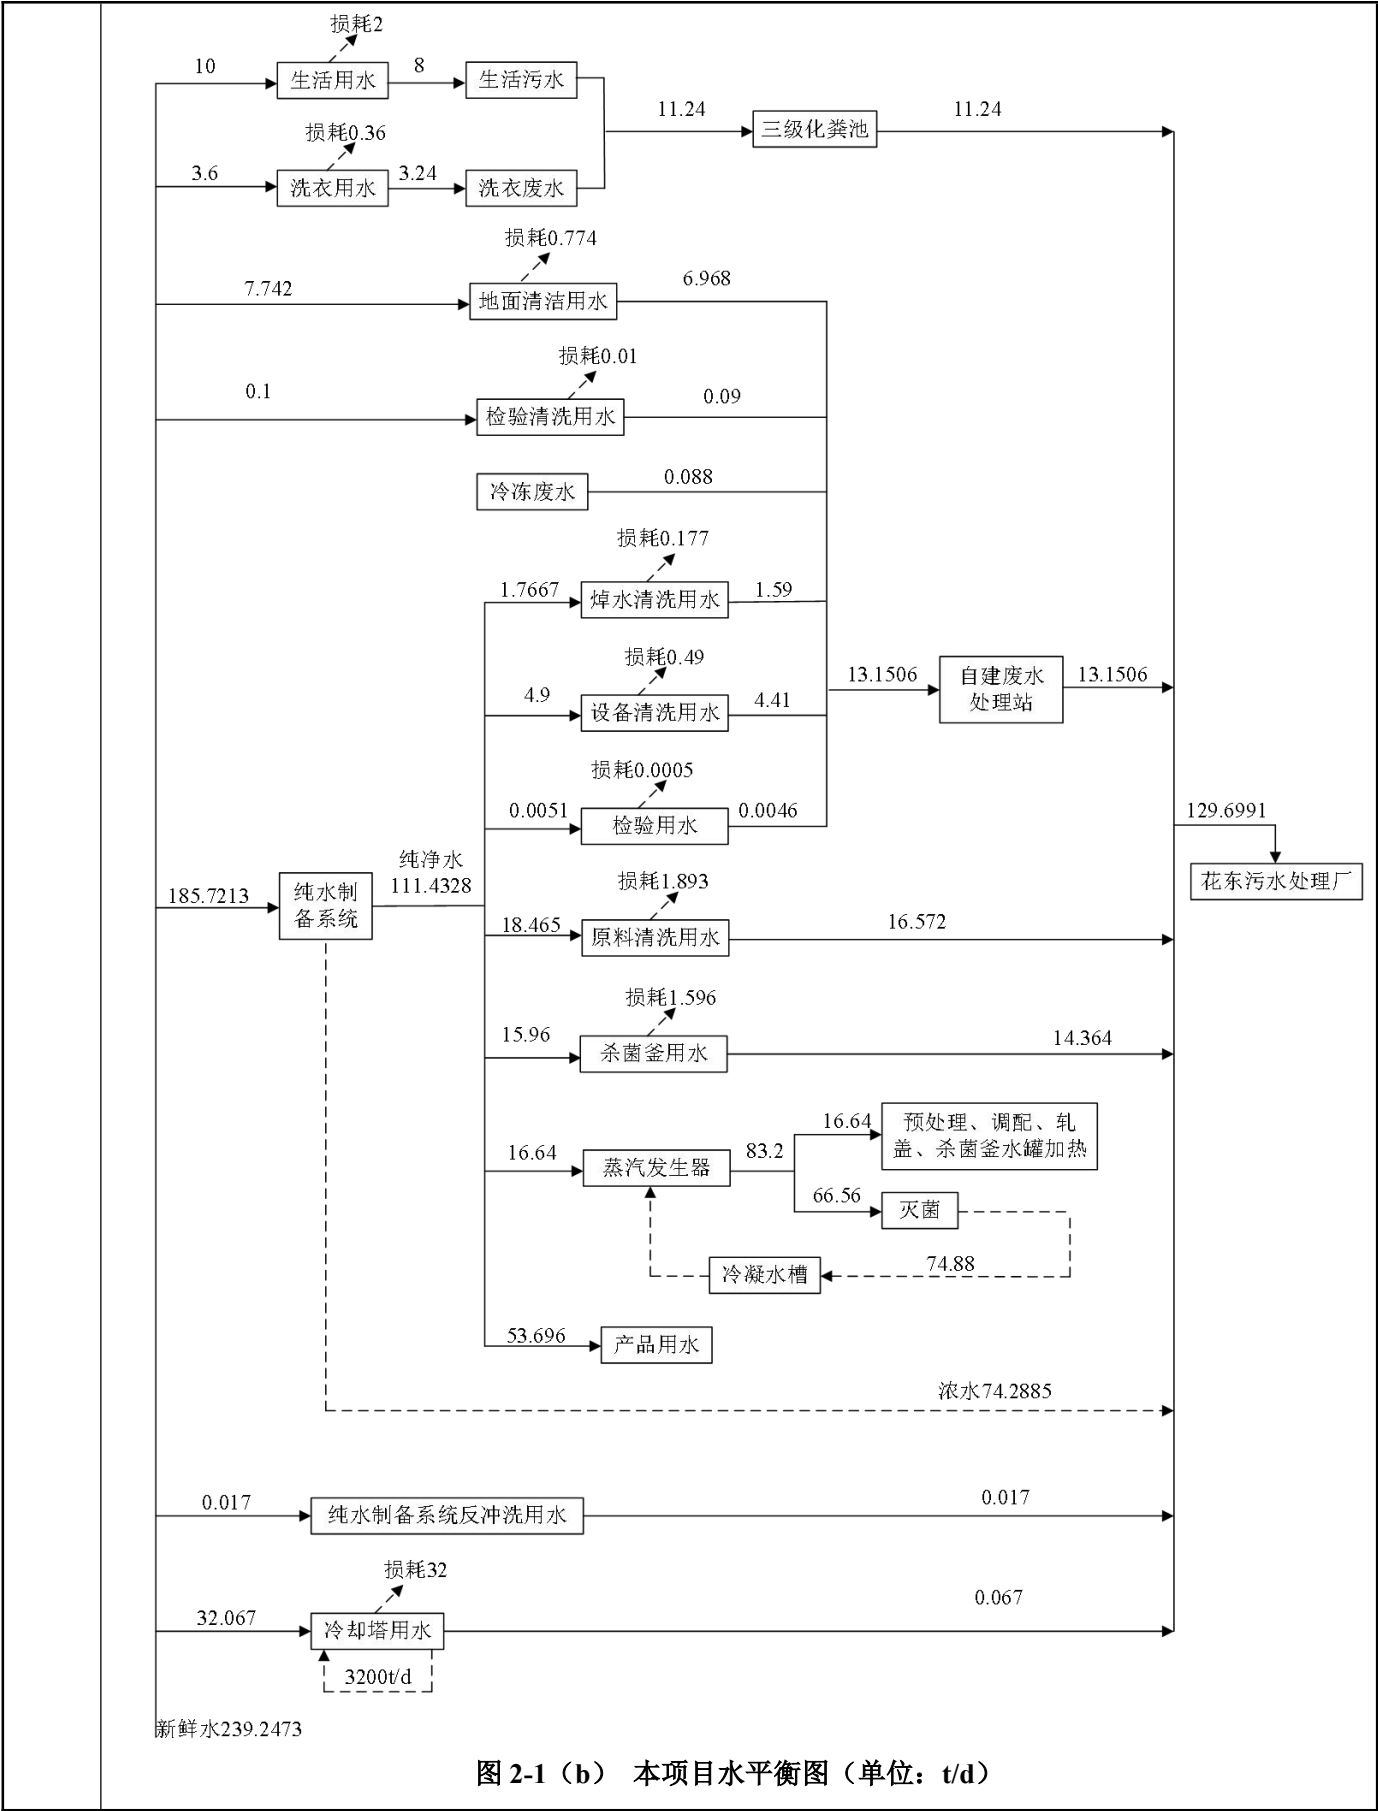 损耗2
10
生活用水
8
生活污水
11.24
三级化粪池
11.24
损耗0.36
3.6
洗衣用水
3.24
洗衣废水
损耗0.774
7.742
地面清洁用水
6.968
损耗0.01
0.1
检验清洗用水
0.09
冷冻废水
0.088
损耗0.177
1.7667
焯水清洗用水
1.59
损耗0.49
4.9
设备清洗用水
4.41
13.1506
自建废水
处理站
13.1506
损耗0.0005
0.0051
检验用水
0.0046
129.6991
花东污水处理厂
185.7213
纯水制
备系统
纯净水
111.4328
损耗1.893
18.465
原料清洗用水
16.572
损耗1.596
15.96
杀菌釜用水
14.364
16.64
蒸汽发生器
83.2
16.64
预处理、调配、轧
盖、杀菌釜水罐加热
66.56
灭菌
冷凝水槽
74.88
53.696
产品用水
浓水74.2885
0.017
纯水制备系统反冲洗用水
0.017
损耗32
32.067
冷却塔用水
0.067
3200t/d
新鲜水239.2473
图 2-1（b） 本项目水平衡图（单位：t/d）